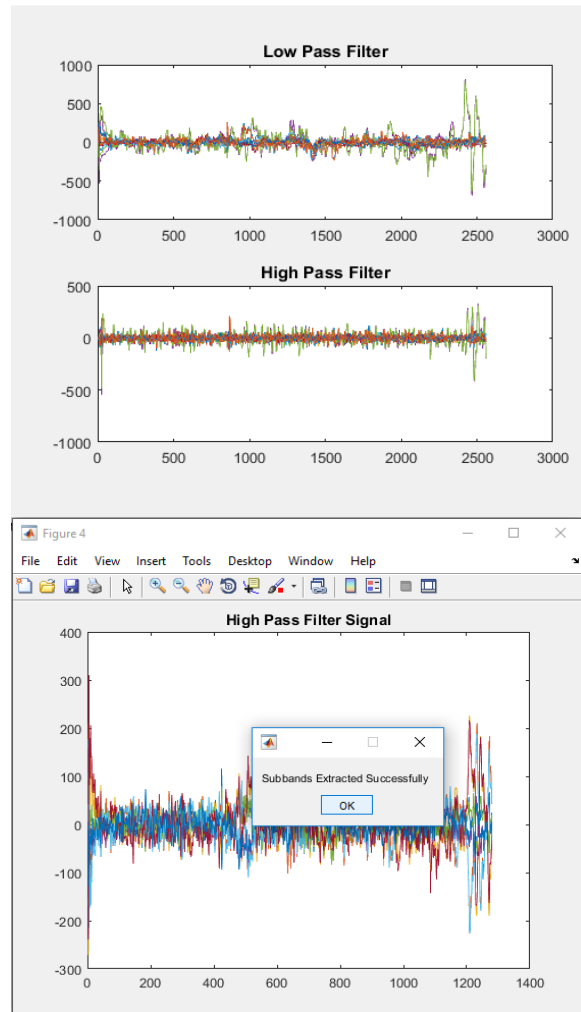 Low Pass Filter
1000
500
0
-500
-1000
0 500 1000 1500 2000 2500 3000
High Pass Filter
500
0
-500
-1000
0 500 1000 1500 2000 2500 3000
Figure 4
File Edit View Insert Tools Desktop Window Help
High Pass Filter Signal
400
300
200
100
0
-100
-200
-300
0 200 400 600 800 1000 1200 1400
Subbands Extracted Successfully
OK